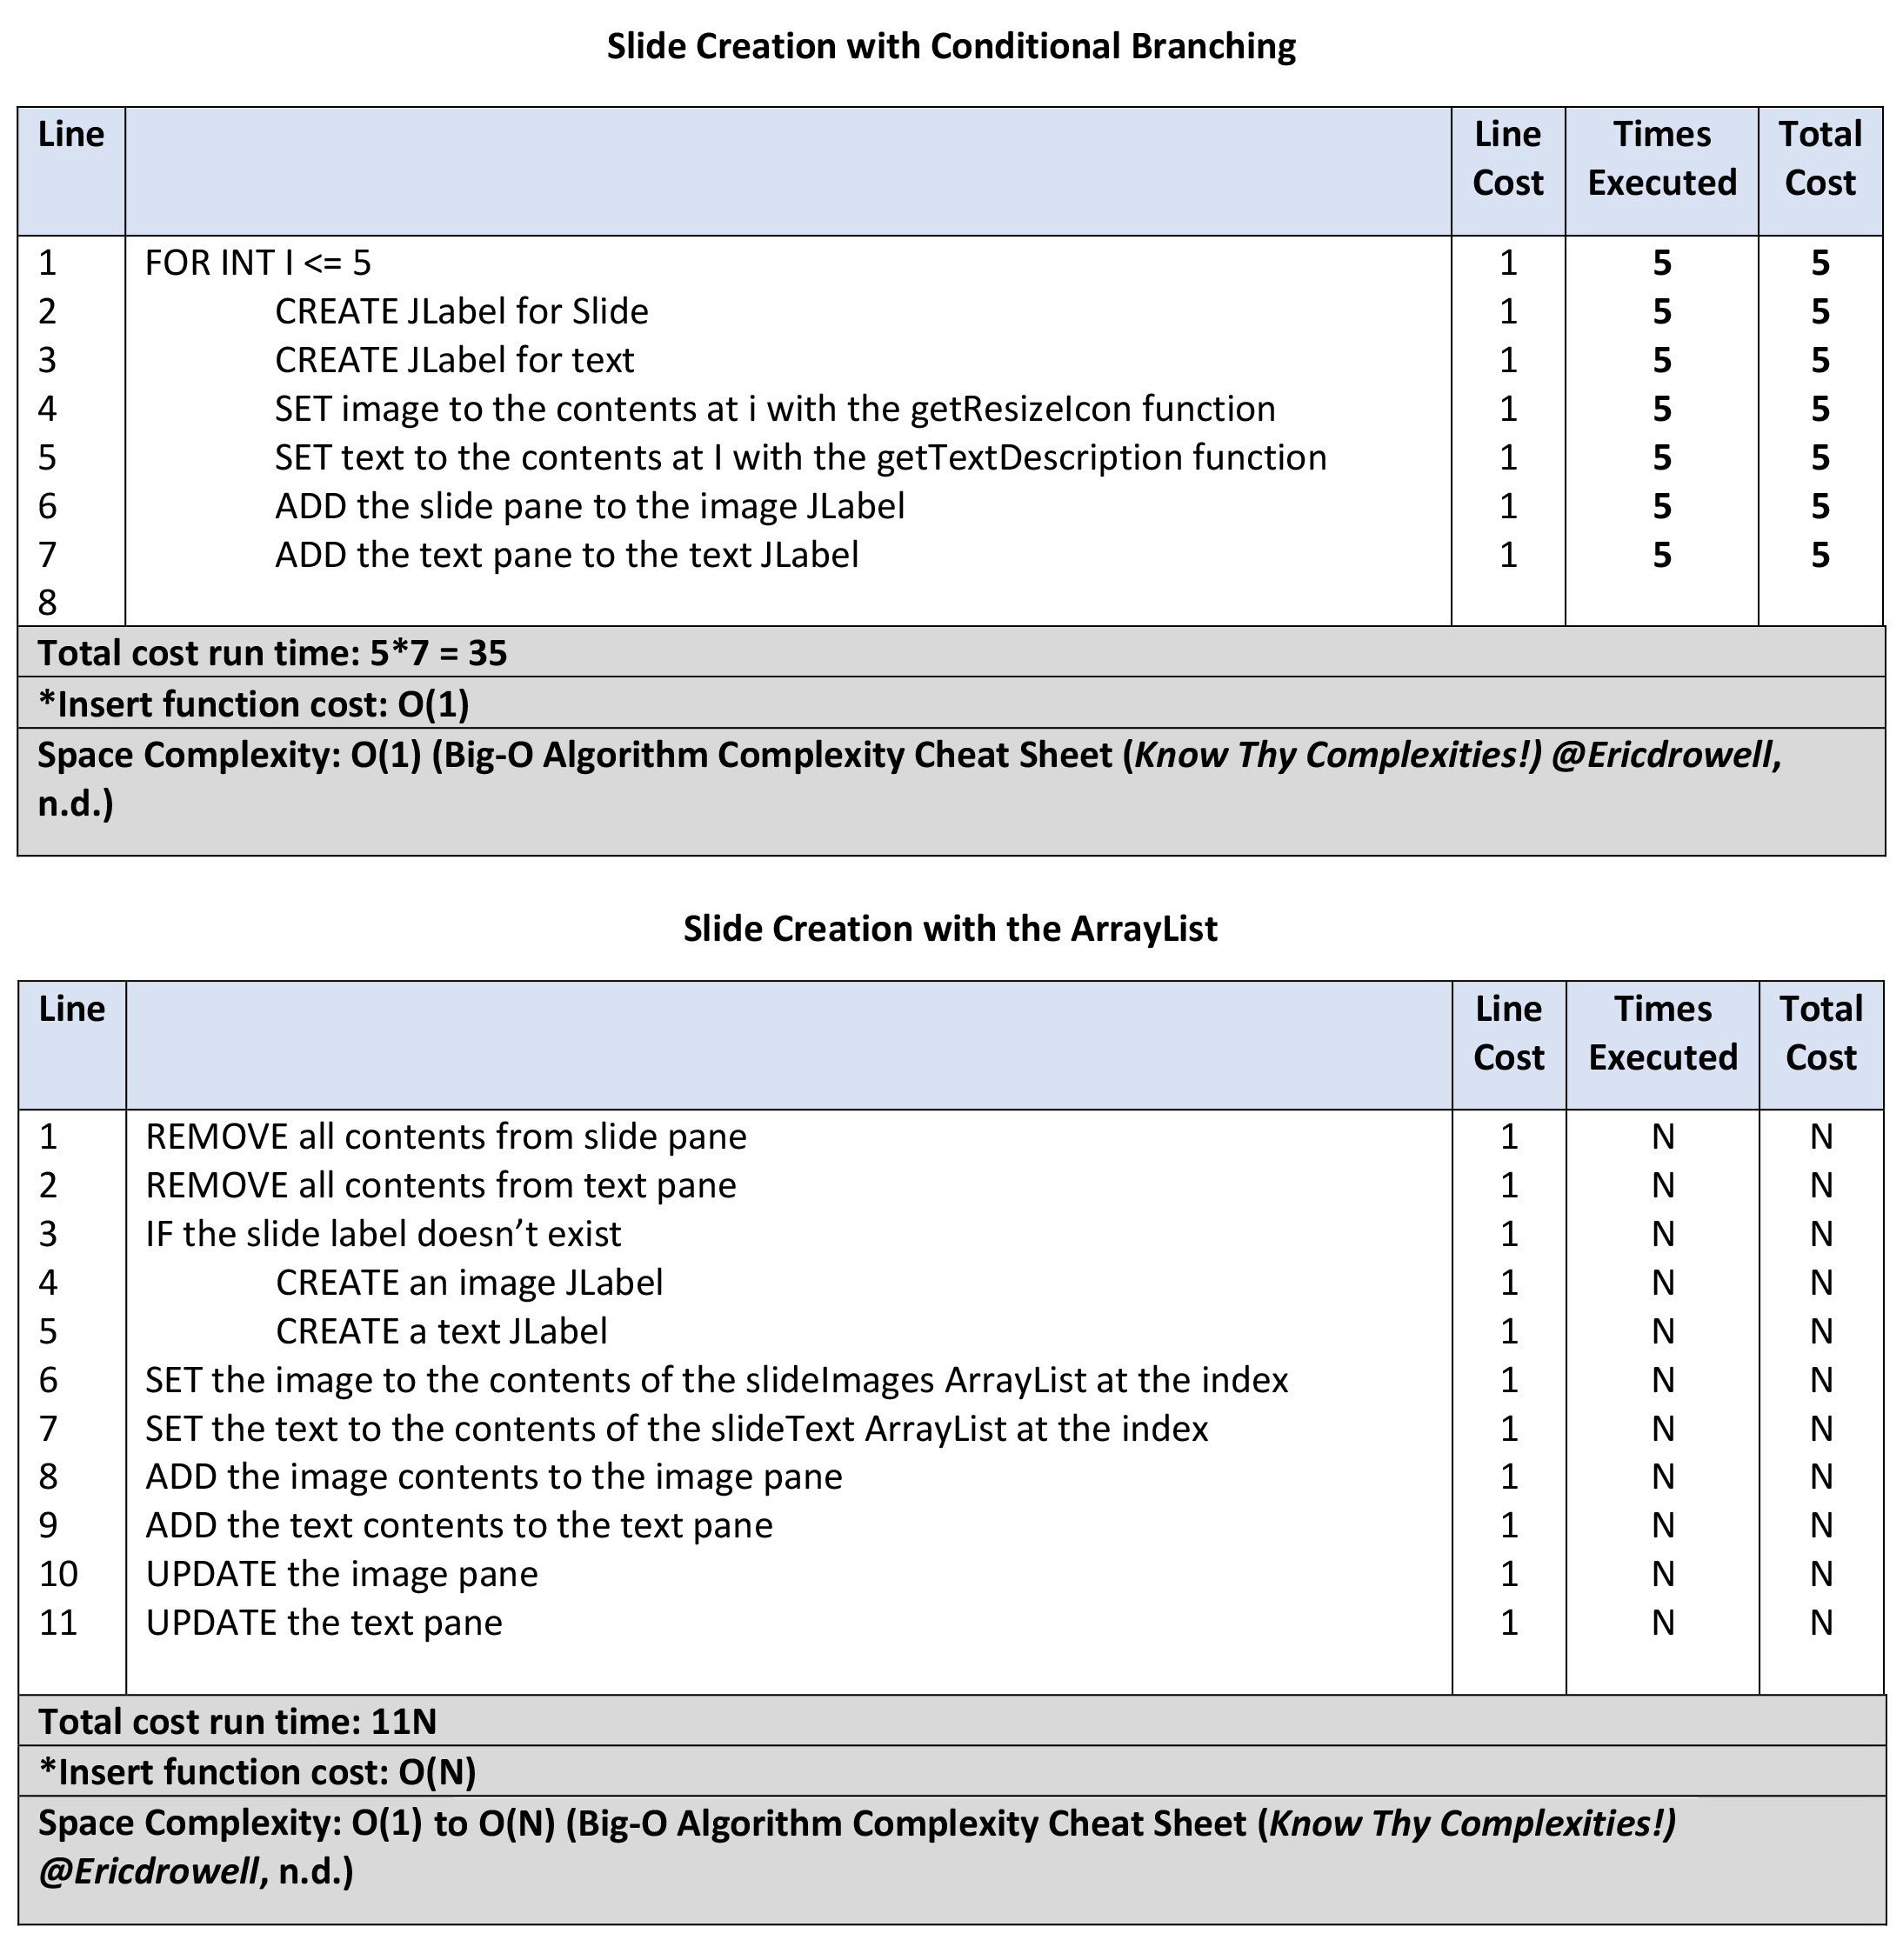 Slide Creation with Conditional Branching
Line Line Cost Times Executed Total Cost
1 FOR INT I <= 5 1 5 5
2 CREATE JLabel for Slide 1 5 5
3 CREATE JLabel for text 1 5 5
4 SET image to the contents at i with the getResizeIcon function 1 5 5
5 SET text to the contents at I with the getTextDescription function 1 5 5
6 ADD the slide pane to the image JLabel 1 5 5
7 ADD the text pane to the text JLabel 1 5 5
8
Total cost run time: 5*7 = 35
*Insert function cost: O(1)
Space Complexity: O(1) (Big-O Algorithm Complexity Cheat Sheet (Know Thy Complexities!) @Ericdrowell,
n.d.)
Slide Creation with the ArrayList
Line Line Cost Times Executed Total Cost
1 REMOVE all contents from slide pane 1 N N
2 REMOVE all contents from text pane 1 N N
3 IF the slide label doesn’t exist 1 N N
4 CREATE an image JLabel 1 N N
5 CREATE a text JLabel 1 N N
6 SET the image to the contents of the slideImages ArrayList at the index 1 N N
7 SET the text to the contents of the slideText ArrayList at the index 1 N N
8 ADD the image contents to the image pane 1 N N
9 ADD the text contents to the text pane 1 N N
10 UPDATE the image pane 1 N N
11 UPDATE the text pane 1 N N
Total cost run time: 11N
*Insert function cost: O(N)
Space Complexity: O(1) to O(N) (Big-O Algorithm Complexity Cheat Sheet (Know Thy Complexities!)
@Ericdrowell, n.d.)